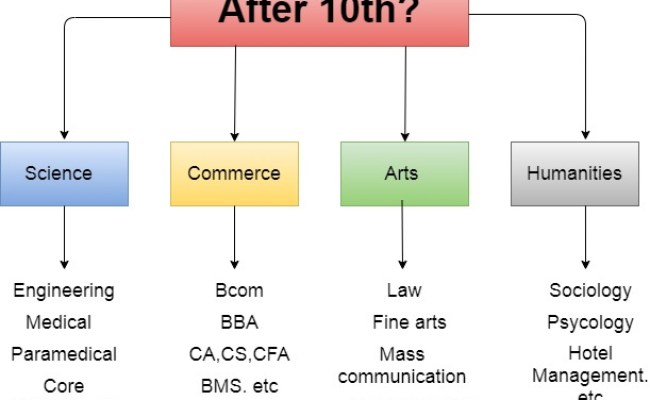 After 10th?
Science
Commerce
Arts
Humanities
Engineering
Medical
Paramedical
Core
Bcom
BBA
CA,CS,CFA
BMS. etc
Law
Fine arts
Mass
communication
Sociology
Psycology
Hotel
Management.
etc